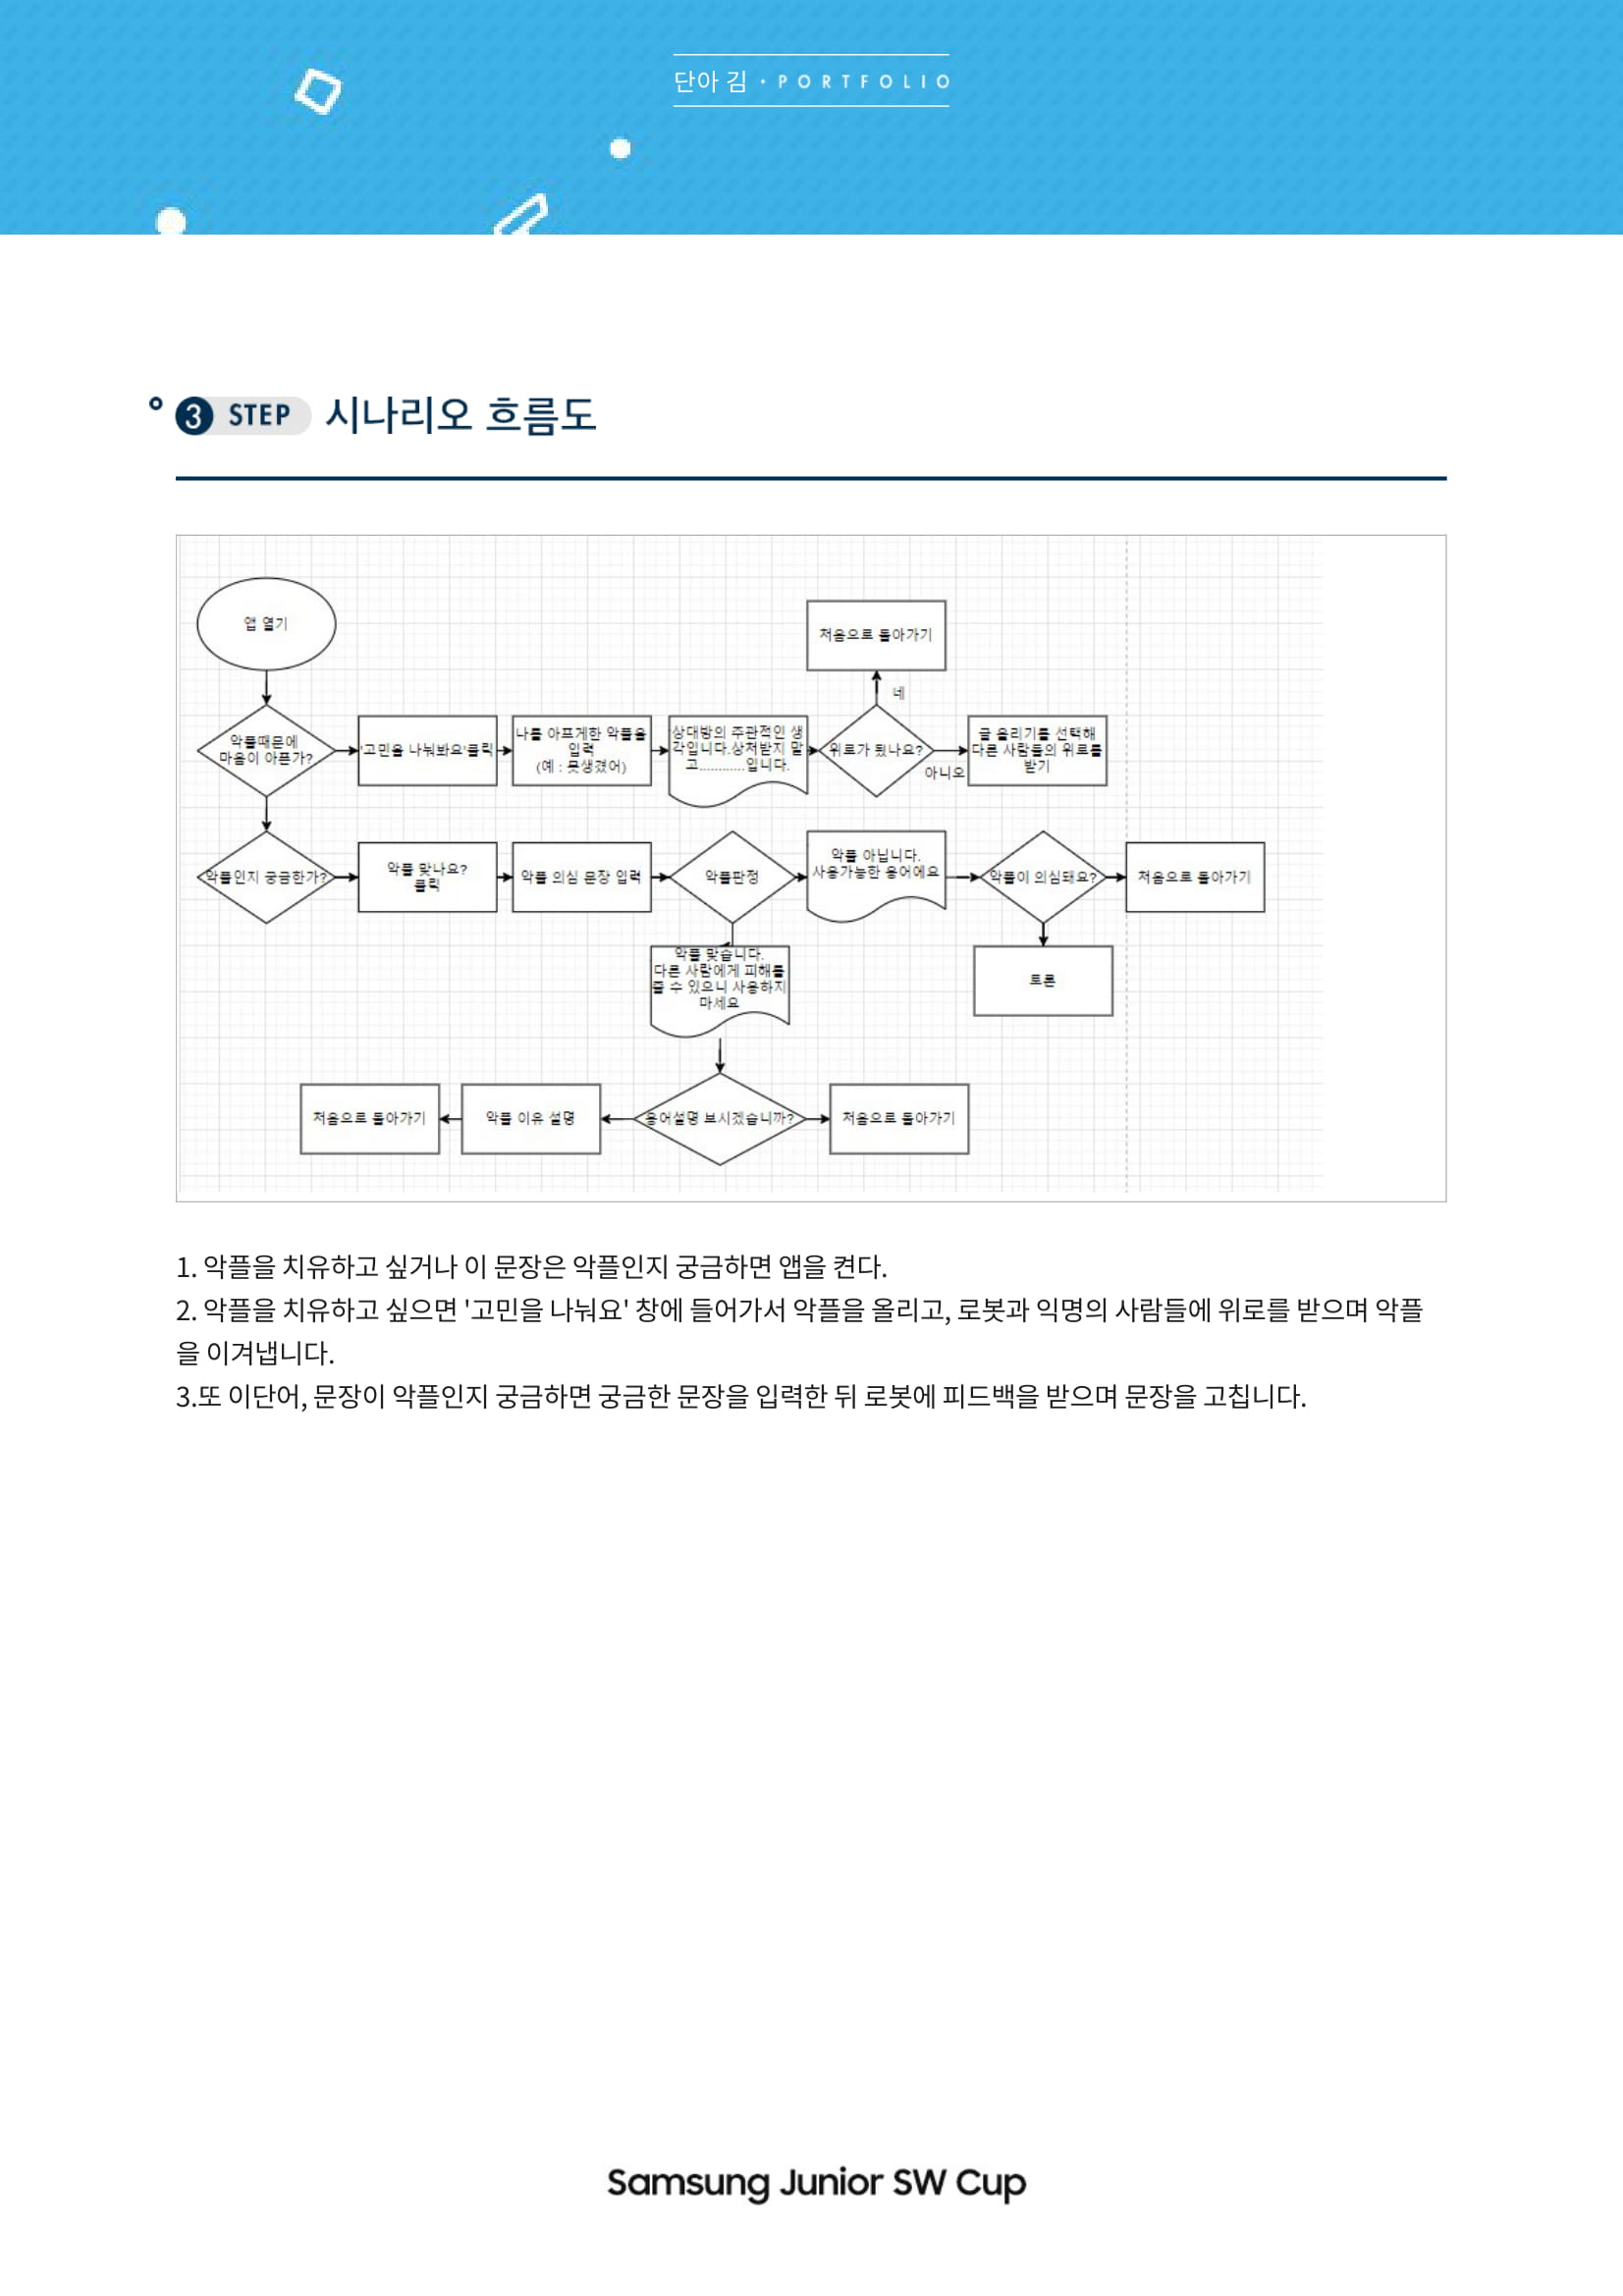 단아 김 · PORTFOLIO
3 STEP 시나리오 흐름도
앱 열기
처음으로 돌아가기
네
악플때문에
마음이 아픈가?
'고민을 나눠봐요'클릭
나를 아프게한 악플을
입력
(예 : 못생겼어)
상대방의 주관적인 생
각입니다.상처받지 말
고...........입니다.
위로가 됬나요?
아니오
글 올리기를 선택해
다른 사람들의 위로를
받기
악플인지 궁금한가?
악플 맞나요?
클릭
악플 의심 문장 입력
악플판정
악플 아닙니다.
사용가능한 용어에요
악플이 의심돼요?
처음으로 돌아가기
악플 맞습니다.
다른 사람에게 피해를
줄 수 있으니 사용하지
마세요
토론
처음으로 돌아가기
악플 이유 설명
용어설명 보시겠습니까?
처음으로 돌아가기
1. 악플을 치유하고 싶거나 이 문장은 악플인지 궁금하면 앱을 켠다.
2. 악플을 치유하고 싶으면 '고민을 나눠요' 창에 들어가서 악플을 올리고, 로봇과 익명의 사람들에 위로를 받으며 악플
을 이겨냅니다.
3.또 이단어, 문장이 악플인지 궁금하면 궁금한 문장을 입력한 뒤 로봇에 피드백을 받으며 문장을 고칩니다.
Samsung Junior SW Cup